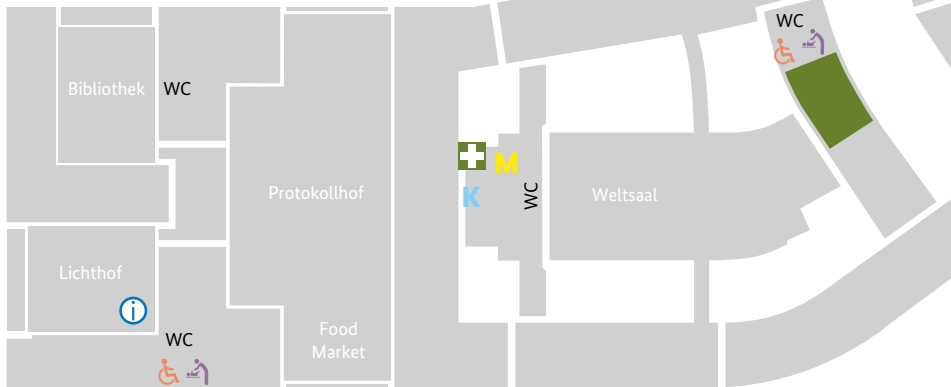 WC
Bibliothek
WC
M
K
WC
Protokollhof
Weltsaal
Lichthof
i
WC
Food
Market